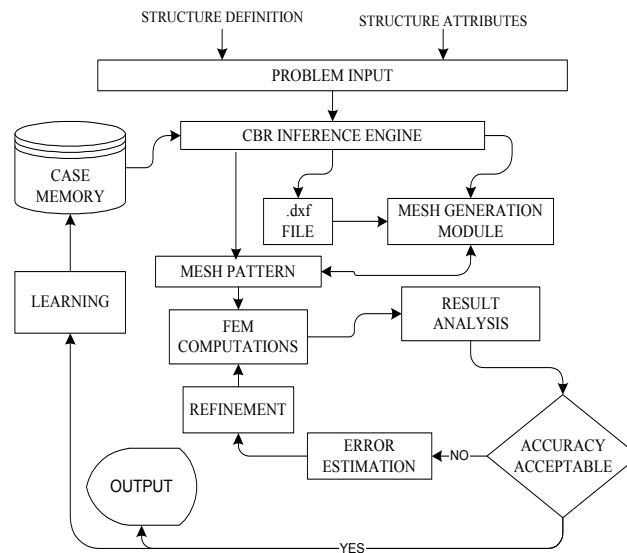 STRUCTURE DEFINITION
STRUCTURE ATTRIBUTES
PROBLEM INPUT
CBR INFERENCE ENGINE
CASE
MEMORY
.dxf
FILE
MESH GENERATION
MODULE
MESH PATTERN
LEARNING
FEM
COMPUTATIONS
RESULT
ANALYSIS
REFINEMENT
ERROR
ESTIMATION
NO
ACCURACY
ACCEPTABLE
OUTPUT
YES